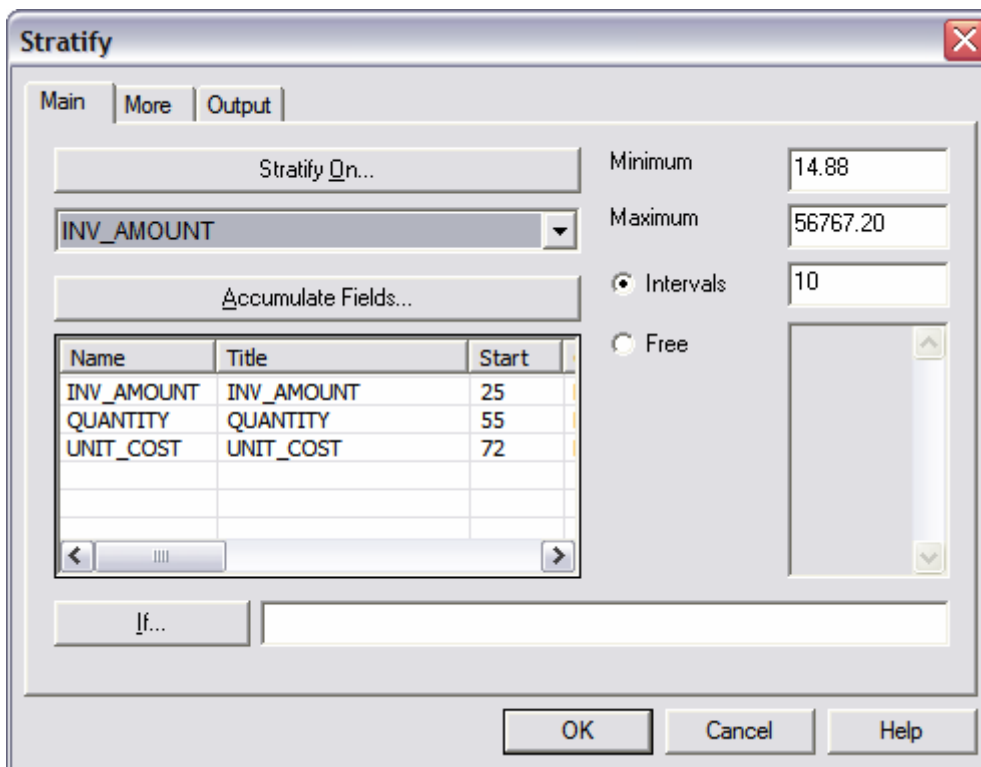 Stratify
Main More Output
Stratify On...
Minimum 14.88
INV_AMOUNT
Maximum 56767.20
Accumulate Fields...
Intervals 10
Free
Name Title Start
INV_AMOUNT INV_AMOUNT 25
QUANTITY QUANTITY 55
UNIT_COST UNIT_COST 72
If...
OK Cancel Help